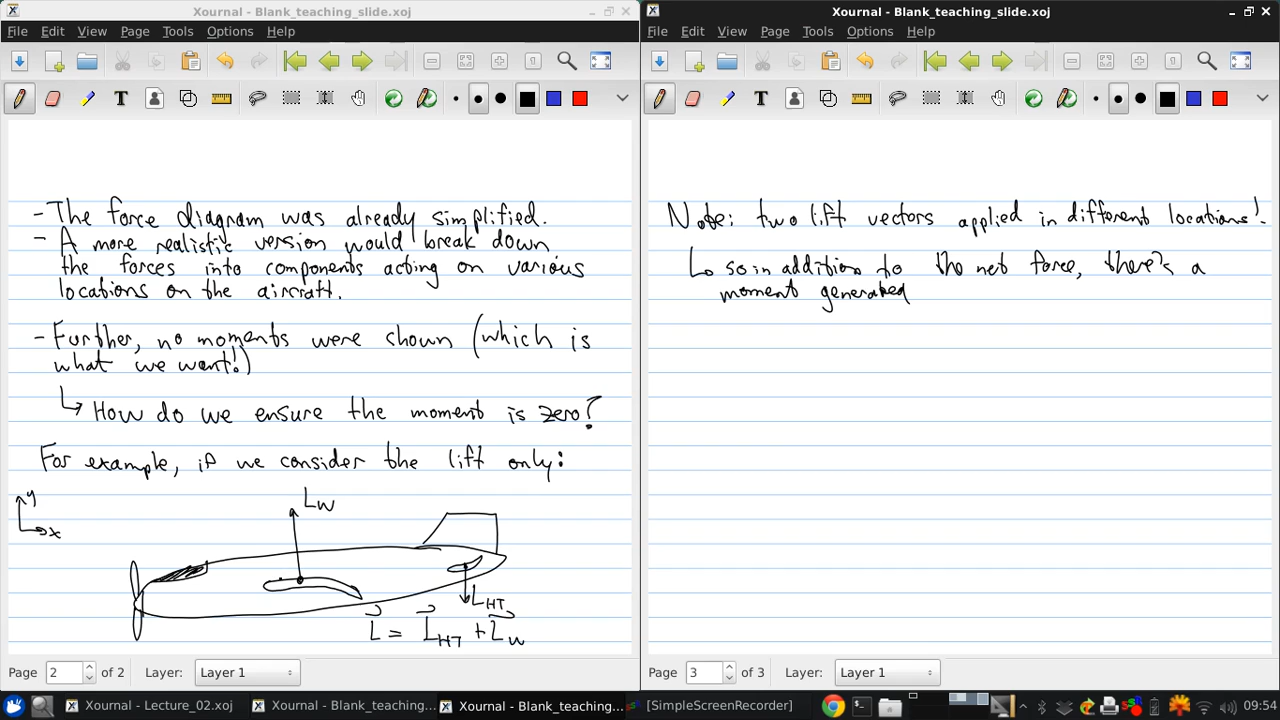 Xournal - Blank_teaching_slide.xoj
File Edit View Page Tools Options Help
- The force diagram was already simplified.
- A more realistic version would break down
the forces into components acting on various
locations on the aircraft.
- Further, no moments were shown (which is
what we want!)
↳ How do we ensure the moment is zero?
For example, if we consider the lift only:
y
x
LW
LHT
L = LHT + LW
Page 2 of 2 Layer: Layer 1
Xournal - Blank_teaching_slide.xoj
File Edit View Page Tools Options Help
Note: two lift vectors applied in different locations!
↳ so in addition to the net force, there's a
moment generated
Page 3 of 3 Layer: Layer 1
Xournal - Lecture_02.xoj
Xournal - Blank_teaching...
Xournal - Blank_teaching...
[SimpleScreenRecorder]
09:54